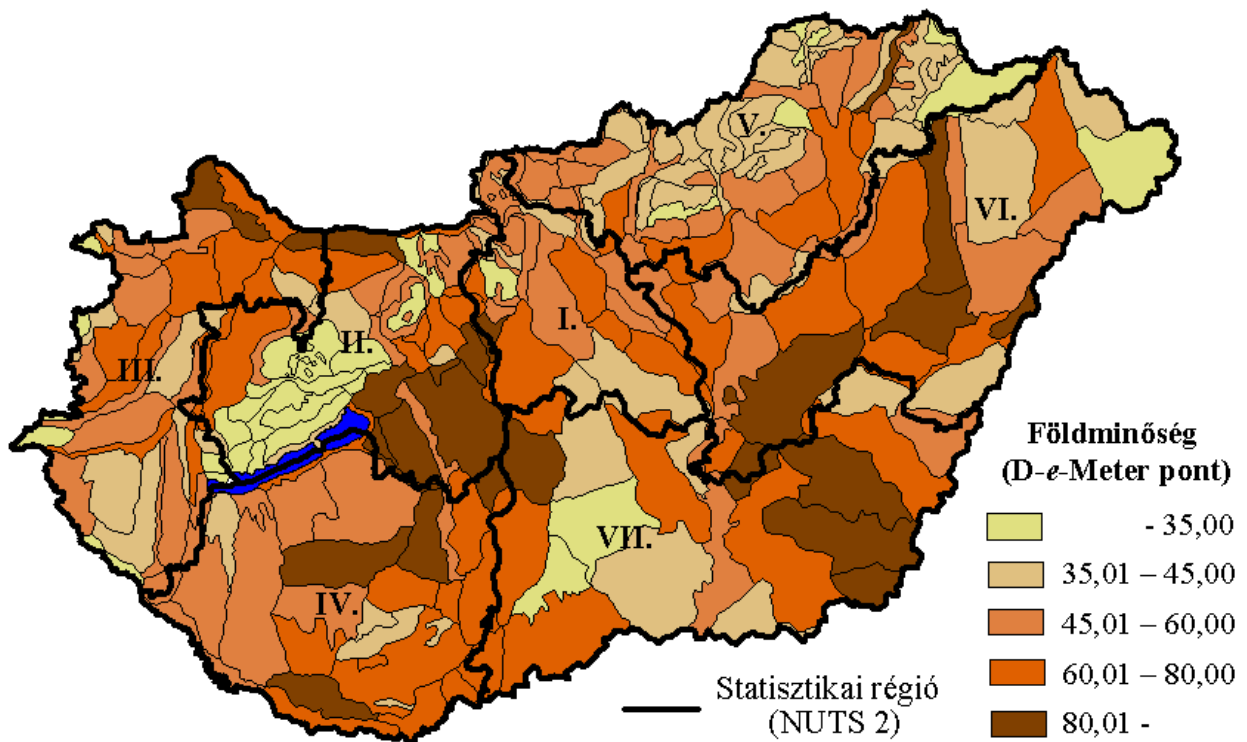 V.
VI.
I.
II.
III.
VII.
IV.
Földminőség
(D-e-Meter pont)
- 35,00
35,01 – 45,00
45,01 – 60,00
60,01 – 80,00
80,01 -
Statisztikai régió
(NUTS 2)